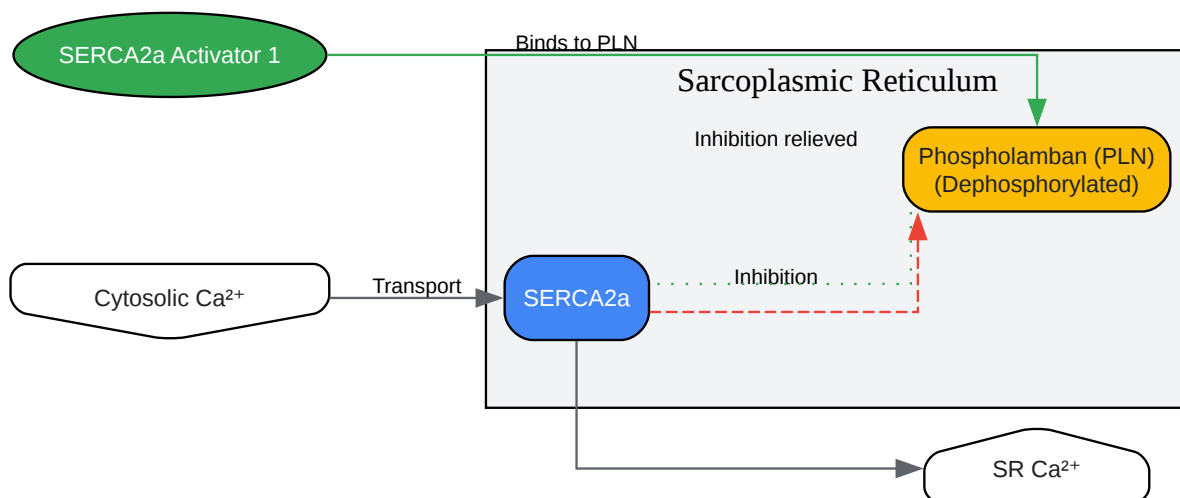 SERCA2a Activator 1
Binds to PLN
Sarcoplasmic Reticulum
Inhibition relieved
Phospholamban (PLN)
(Dephosphorylated)
Cytosolic Ca²⁺
Transport
SERCA2a
Inhibition
SR Ca²⁺